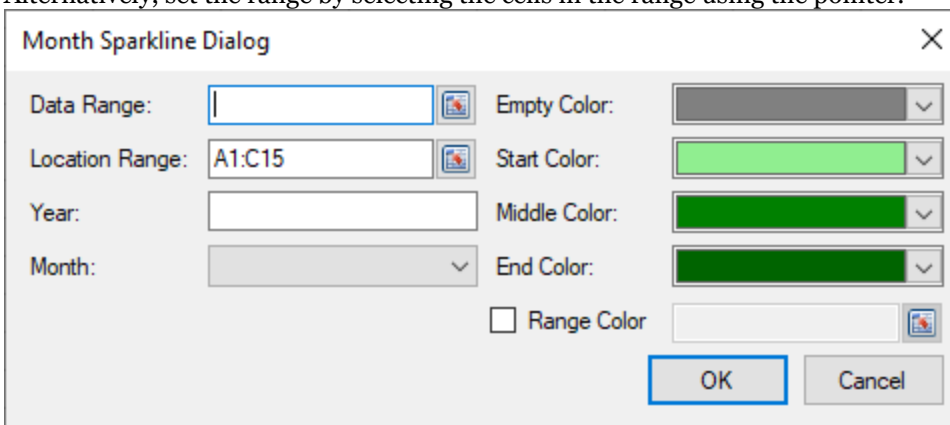 Alternatively, set the range by selecting the cells in the range using the pointer.
Month Sparkline Dialog
Data Range:
Empty Color:
Location Range: A1:C15
Start Color:
Year:
Middle Color:
Month:
End Color:
Range Color
OK
Cancel